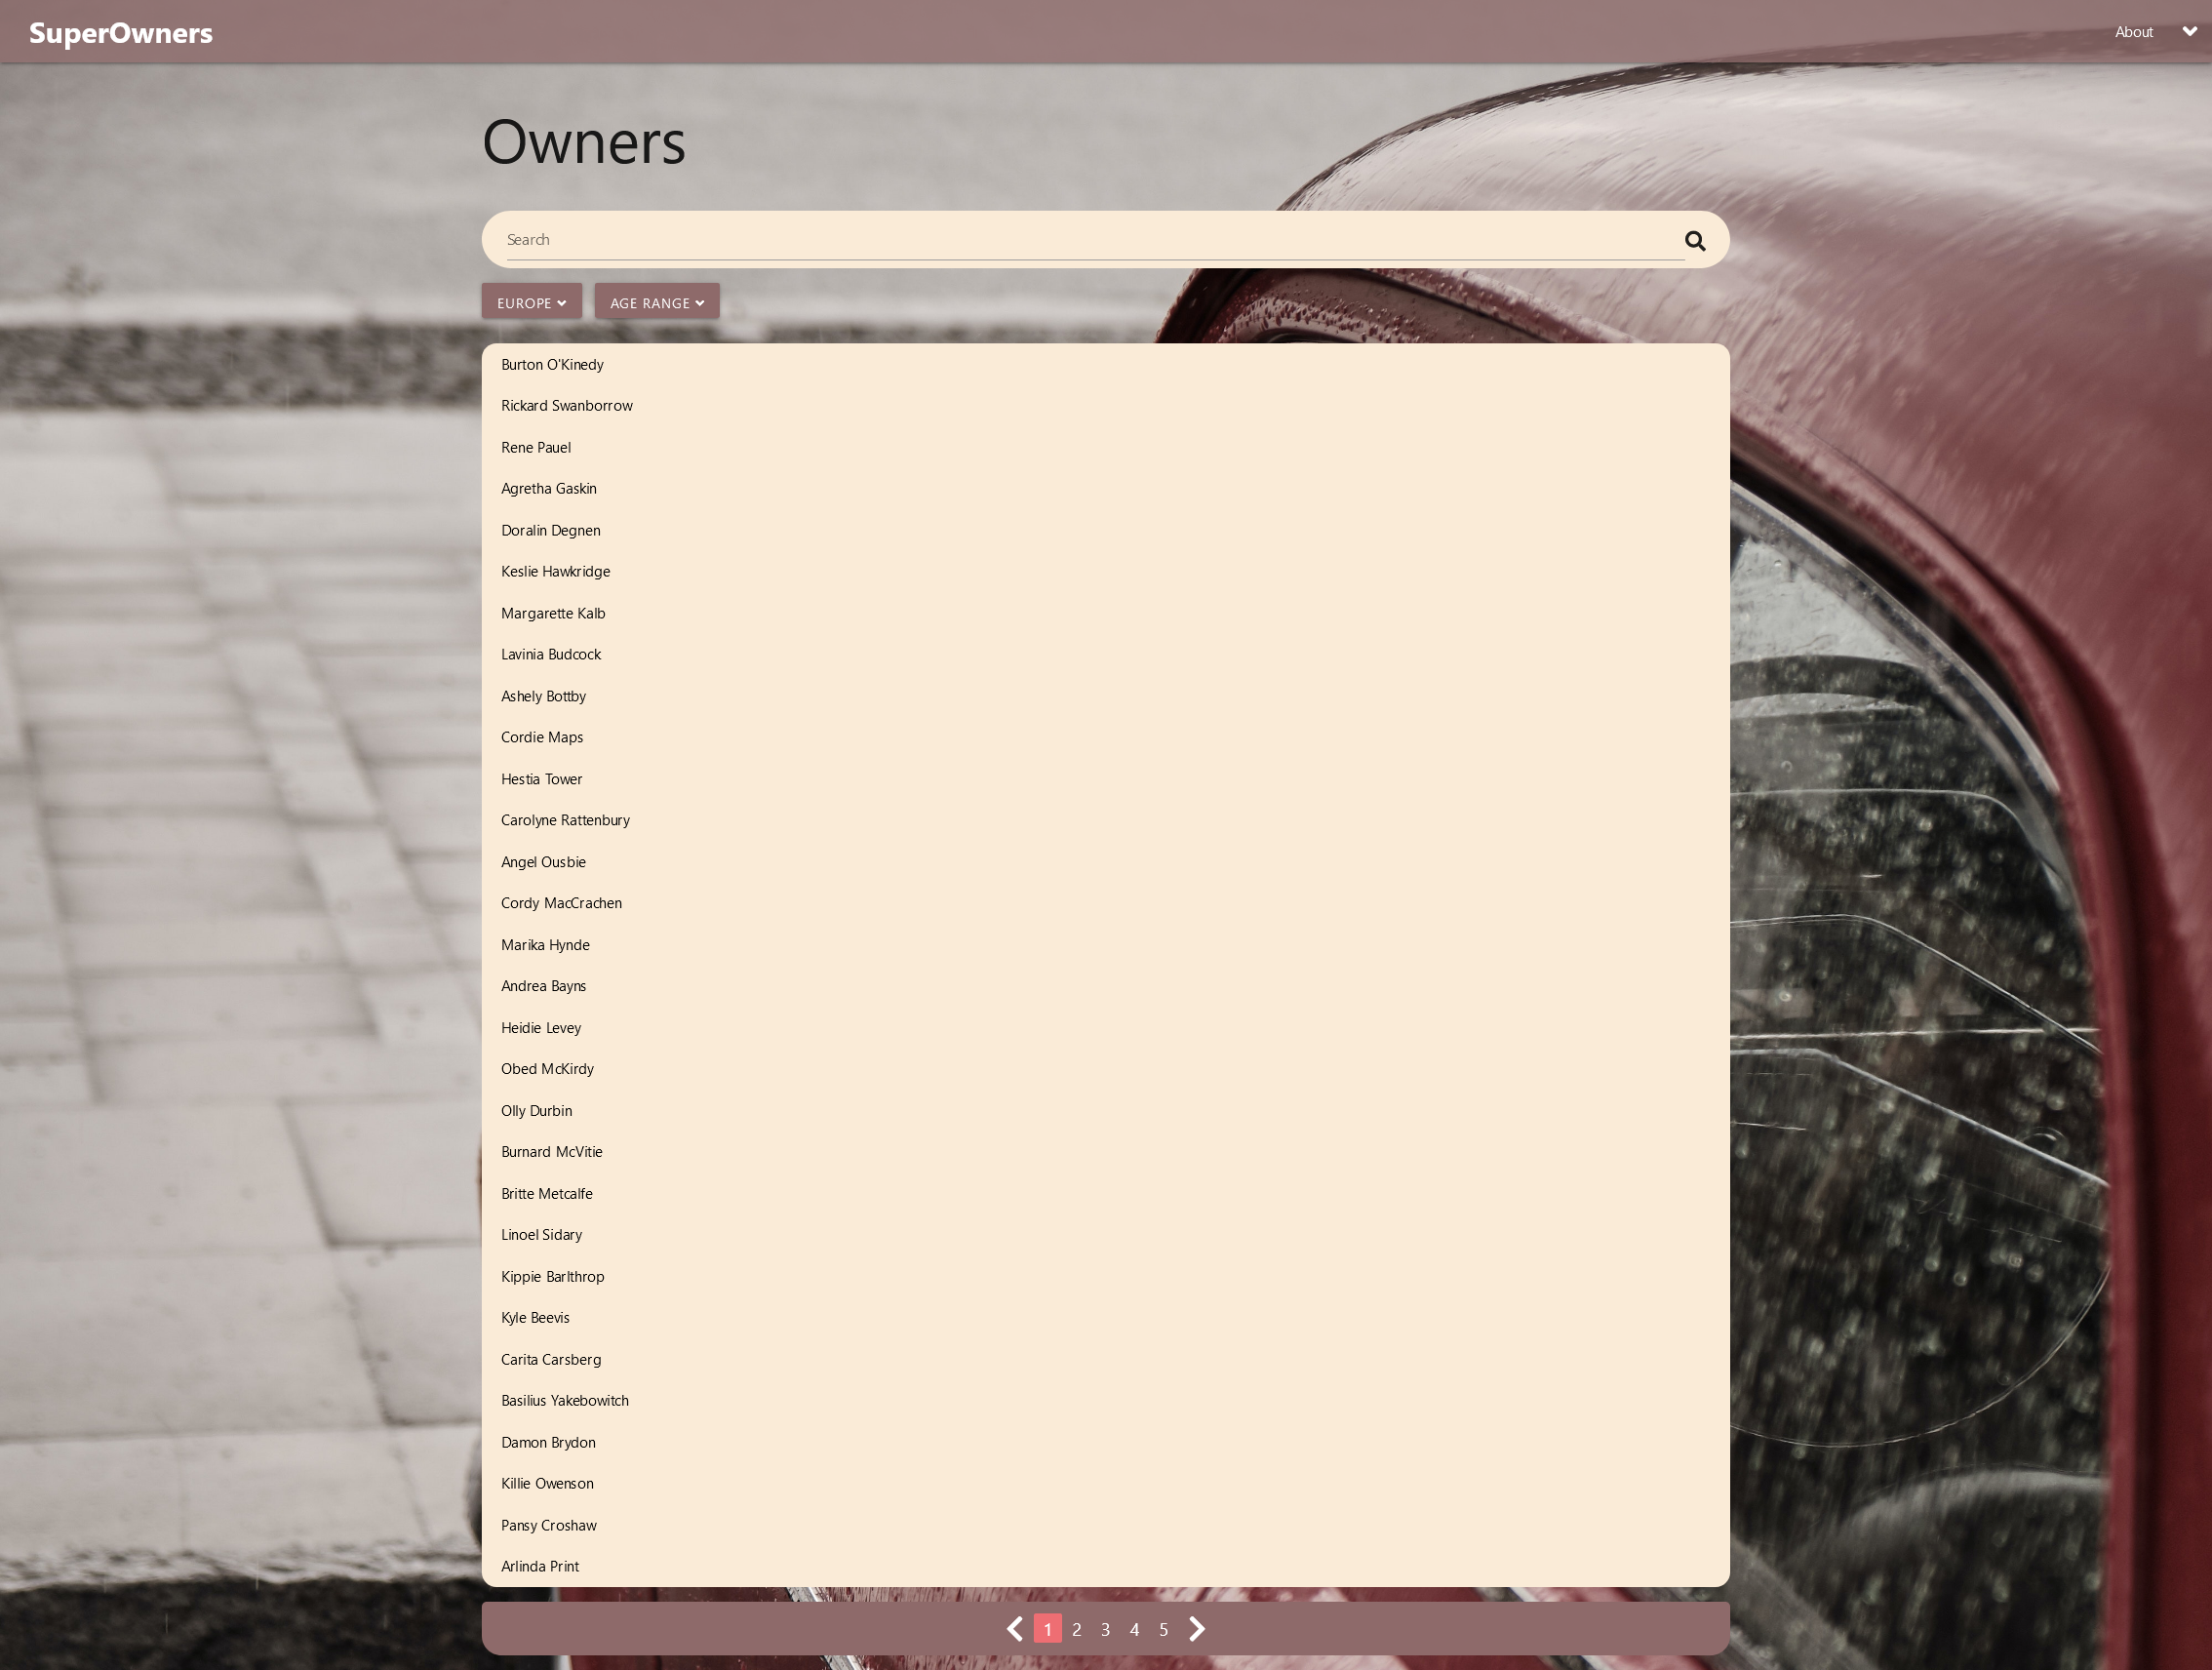 SuperOwners
About
Owners
Search
EUROPE
AGE RANGE
Burton O'Kinedy
Rickard Swanborrow
Rene Pauel
Agretha Gaskin
Doralin Degnen
Keslie Hawkridge
Margarette Kalb
Lavinia Budcock
Ashely Bottby
Cordie Maps
Hestia Tower
Carolyne Rattenbury
Angel Ousbie
Cordy MacCrachen
Marika Hynde
Andrea Bayns
Heidie Levey
Obed McKirdy
Olly Durbin
Burnard McVitie
Britte Metcalfe
Linoel Sidary
Kippie Barlthrop
Kyle Beevis
Carita Carsberg
Basilius Yakebowitch
Damon Brydon
Killie Owenson
Pansy Croshaw
Arlinda Print
1 2 3 4 5